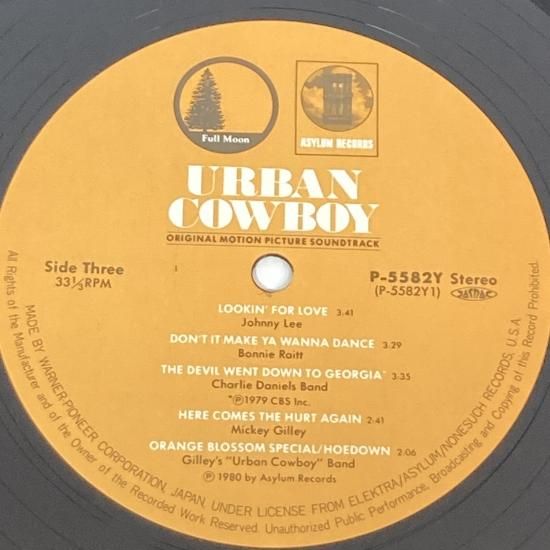 Full Moon
ASYLUM RECORDS
URBAN
COWBOY
ORIGINAL MOTION PICTURE SOUNDTRACK
Side Three
33⅓RPM
1
P-5582Y Stereo
(P-5582Y1) JASRAC
LOOKIN' FOR LOVE 3:41
Johnny Lee
DON'T IT MAKE YA WANNA DANCE 3:29
Bonnie Raitt
THE DEVIL WENT DOWN TO GEORGIA* 3:35
Charlie Daniels Band
*Ⓟ1979 CBS Inc.
HERE COMES THE HURT AGAIN 2:41
Mickey Gilley
ORANGE BLOSSOM SPECIAL/HOEDOWN 2:06
Gilley's "Urban Cowboy" Band
Ⓟ 1980 by Asylum Records
MADE BY WARNER-PIONEER CORPORATION, JAPAN, UNDER LICENSE FROM ELEKTRA/ASYLUM/NONESUCH RECORDS, U.S.A.
All Rights of the Manufacturer and of the Owner of the Recorded Work Reserved. Unauthorized Public Performance, Broadcasting and Copying of this Record Prohibited.